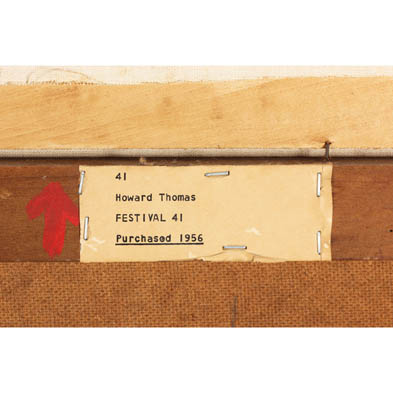 41
Howard Thomas
FESTIVAL 41
Purchased 1956